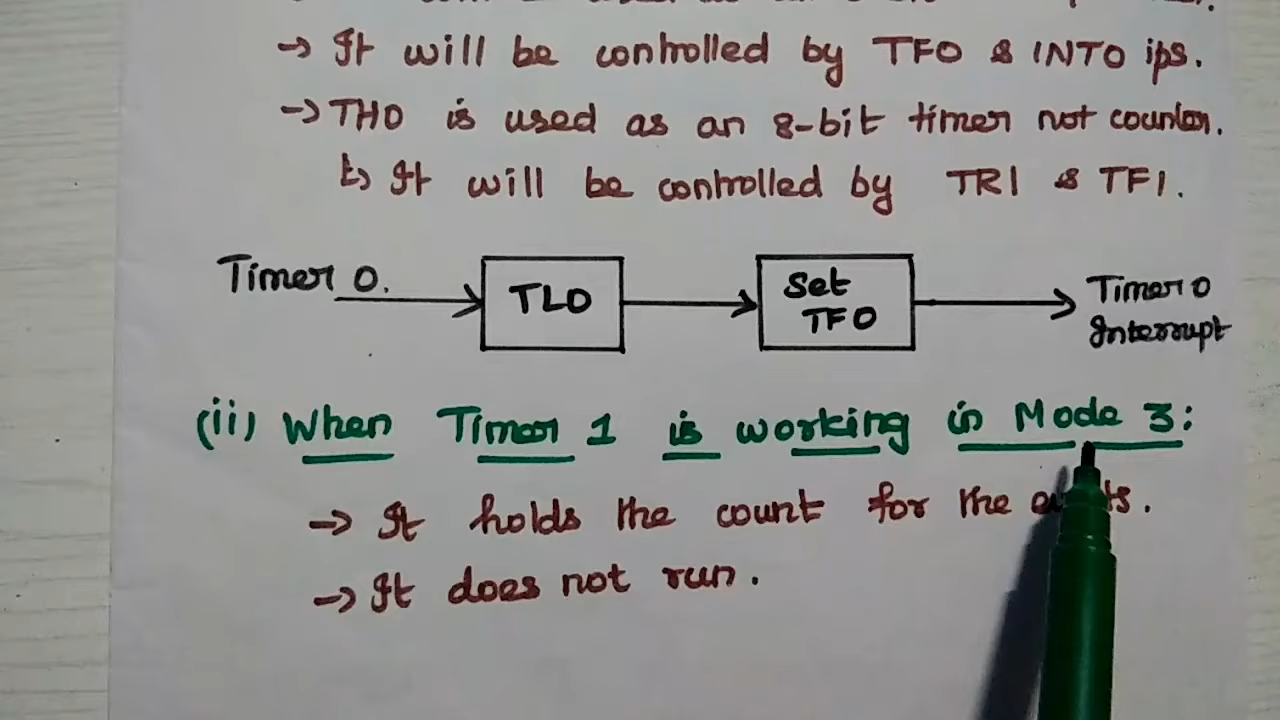 → It will be controlled by TF0 & INT0 ips.
→ TH0 is used as an 8-bit timer not counter.
↳ It will be controlled by TR1 & TF1.
Timer 0.
TL0
Set
TF0
Timer 0
Interrupt
(ii) When Timer 1 is working in Mode 3:
→ It holds the count for the
→ It does not run.